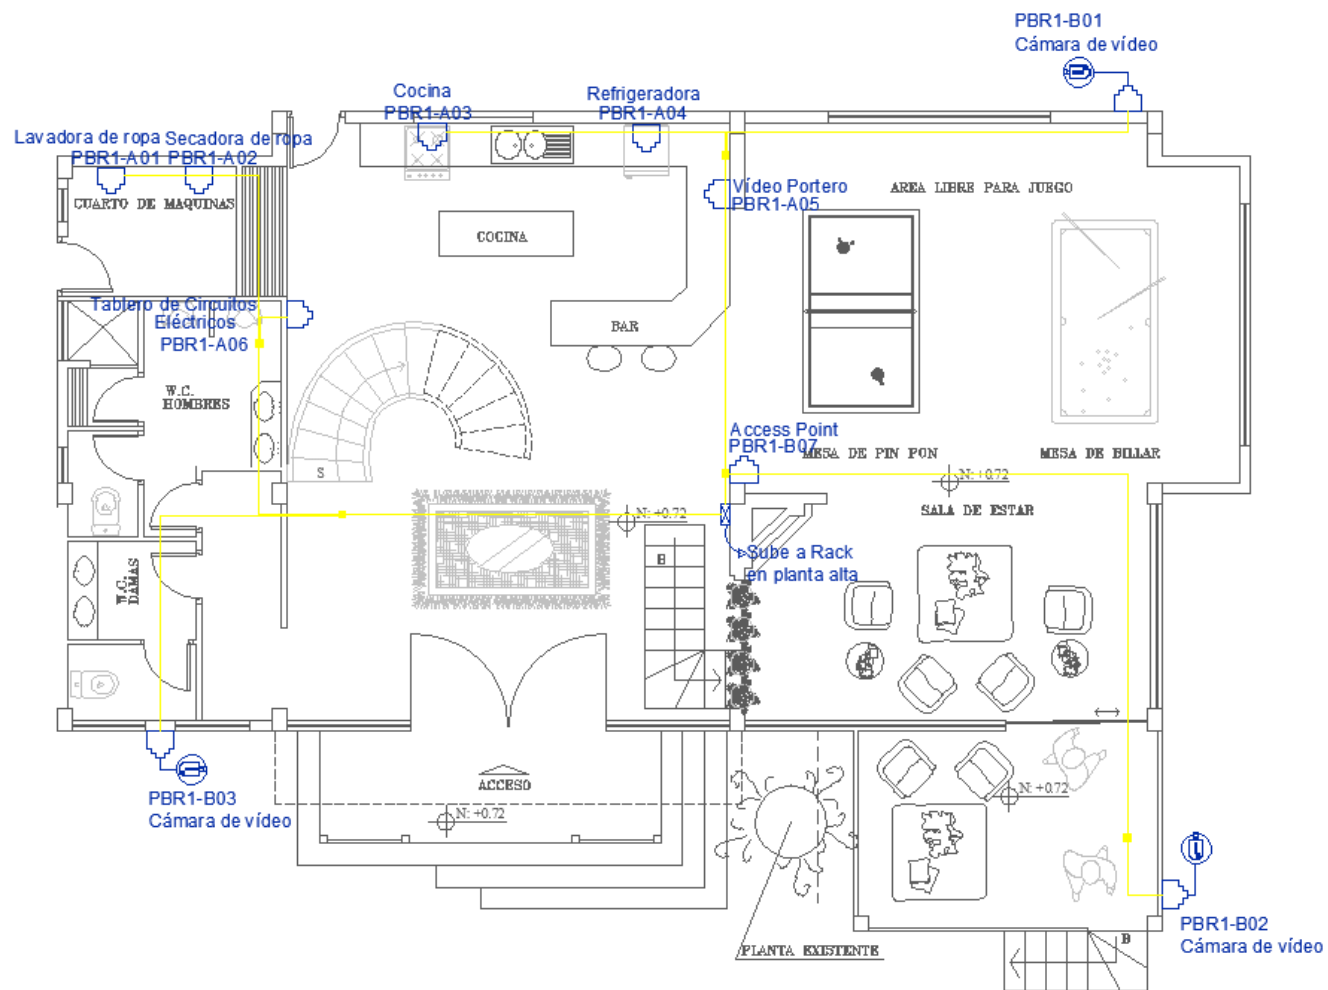 PBR1-B01
Cámara de vídeo
Cocina
PBR1-A03
Refrigeradora
PBR1-A04
Lavadora de ropa
PBR1-A01
Secadora de ropa
PBR1-A02
CUARTO DE MAQUINAS
Vídeo Portero
PBR1-A05
AREA LIBRE PARA JUEGO
COCINA
Tablero de Circuitos
Eléctricos
PBR1-A06
BAR
W.C.
HOMBRES
S
Access Point
PBR1-B07
MESA DE PIN PON
MESA DE BILLAR
N: +0.72
SALA DE ESTAR
N: +0.72
B
Sube a Rack
en planta alta
W.C.
DAMAS
PBR1-B03
Cámara de vídeo
ACCESO
N: +0.72
N: +0.72
PBR1-B02
Cámara de vídeo
PLANTA EXISTENTE
B